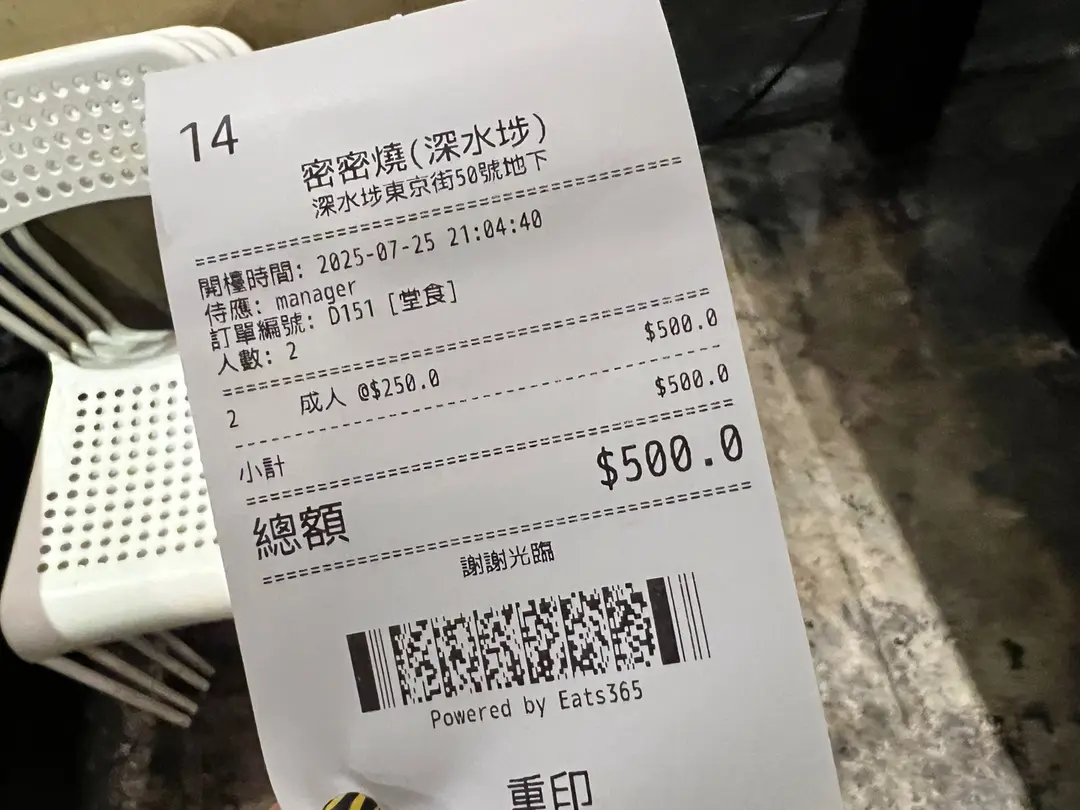 14
密密燒(深水埗)
深水埗東京街50號地下
開檯時間: 2025-07-25 21:04:40
侍應: manager
訂單編號: D151 [堂食]
人數: 2
2 成人 @$250.0 $500.0
小計 $500.0
總額 $500.0
謝謝光臨
Powered by Eats365
重印